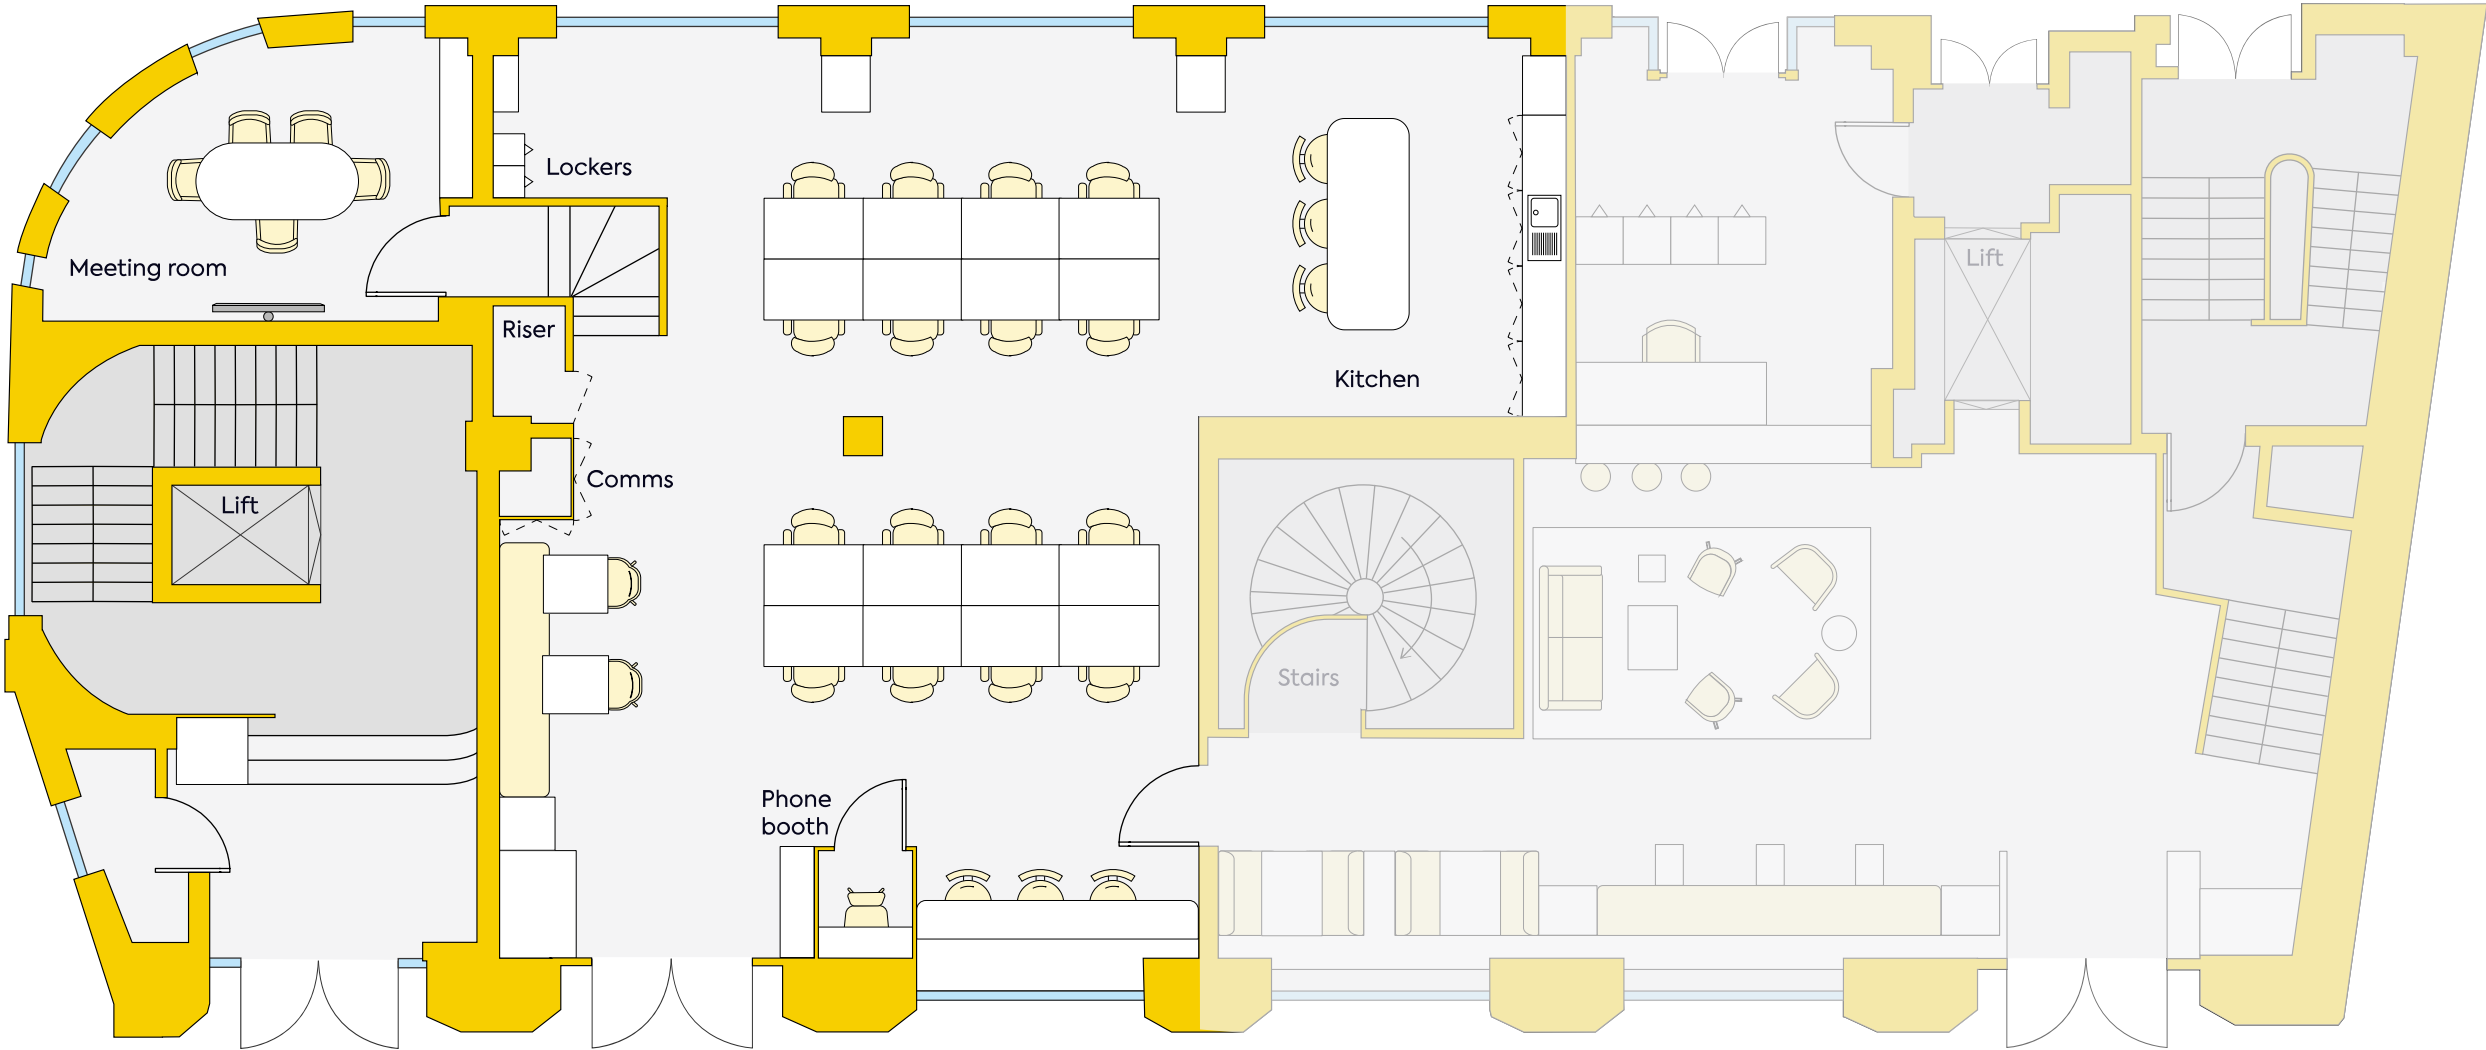 Lockers
Meeting room
Riser
Lift
Kitchen
Comms
Lift
Stairs
Phone
booth